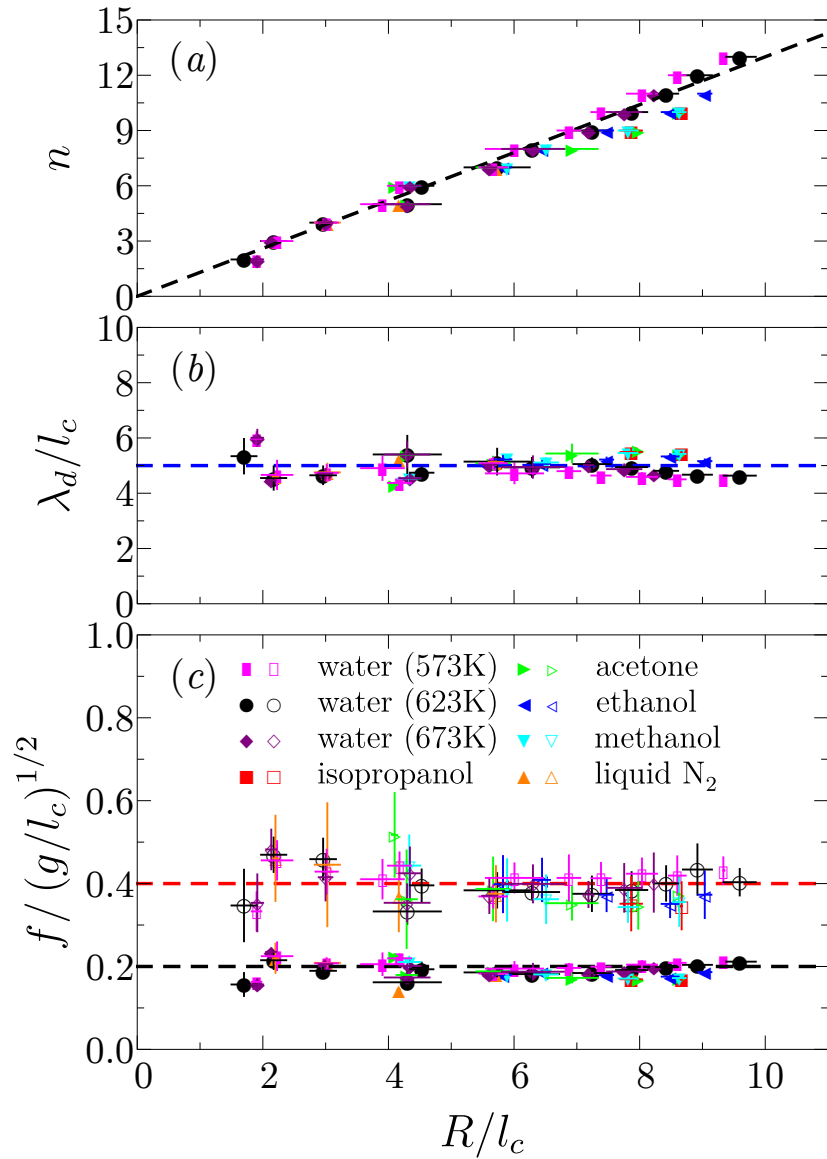 15
12
9
6
3
0
n
(a)
10
8
6
4
2
0
λ_d/l_c
(b)
1.0
0.8
0.6
0.4
0.2
0.0
f/(g/l_c)^{1/2}
(c)
water (573K) acetone
water (623K) ethanol
water (673K) methanol
isopropanol liquid N₂
0 2 4 6 8 10
R/l_c